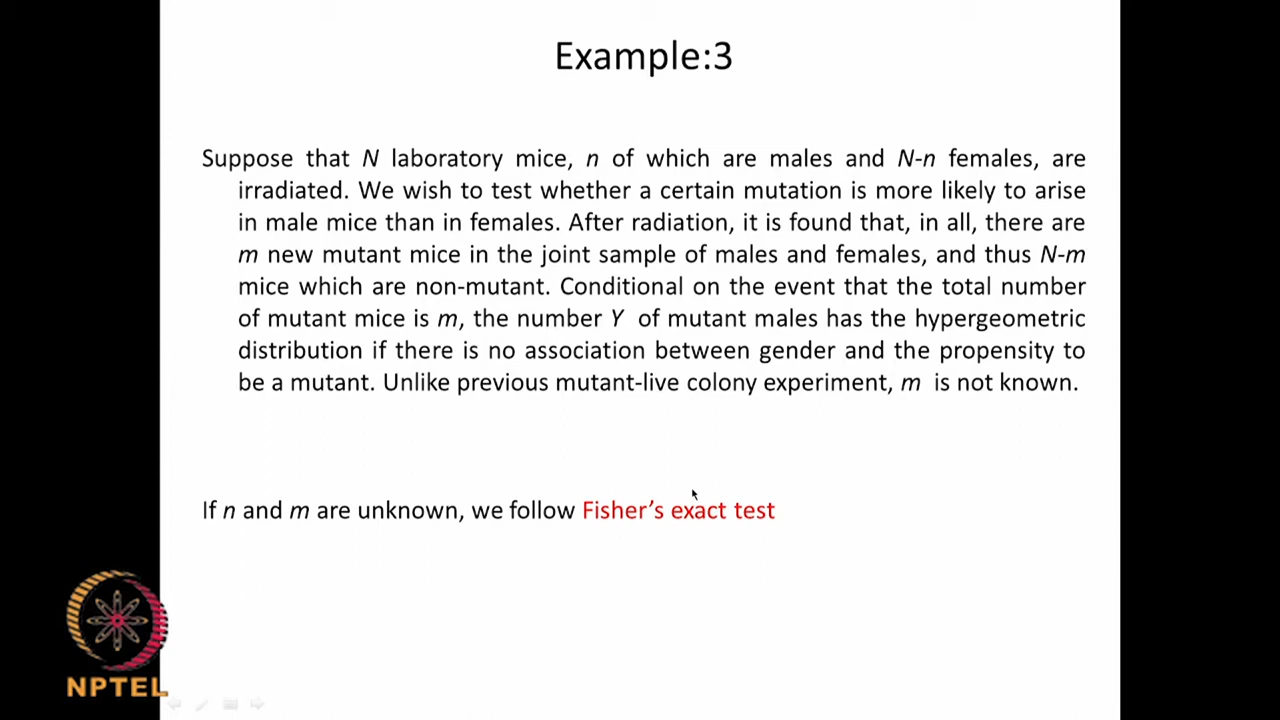 Example:3
Suppose that N laboratory mice, n of which are males and N-n females, are
irradiated. We wish to test whether a certain mutation is more likely to arise
in male mice than in females. After radiation, it is found that, in all, there are
m new mutant mice in the joint sample of males and females, and thus N-m
mice which are non-mutant. Conditional on the event that the total number
of mutant mice is m, the number Y of mutant males has the hypergeometric
distribution if there is no association between gender and the propensity to
be a mutant. Unlike previous mutant-live colony experiment, m is not known.
If n and m are unknown, we follow Fisher’s exact test
NPTEL